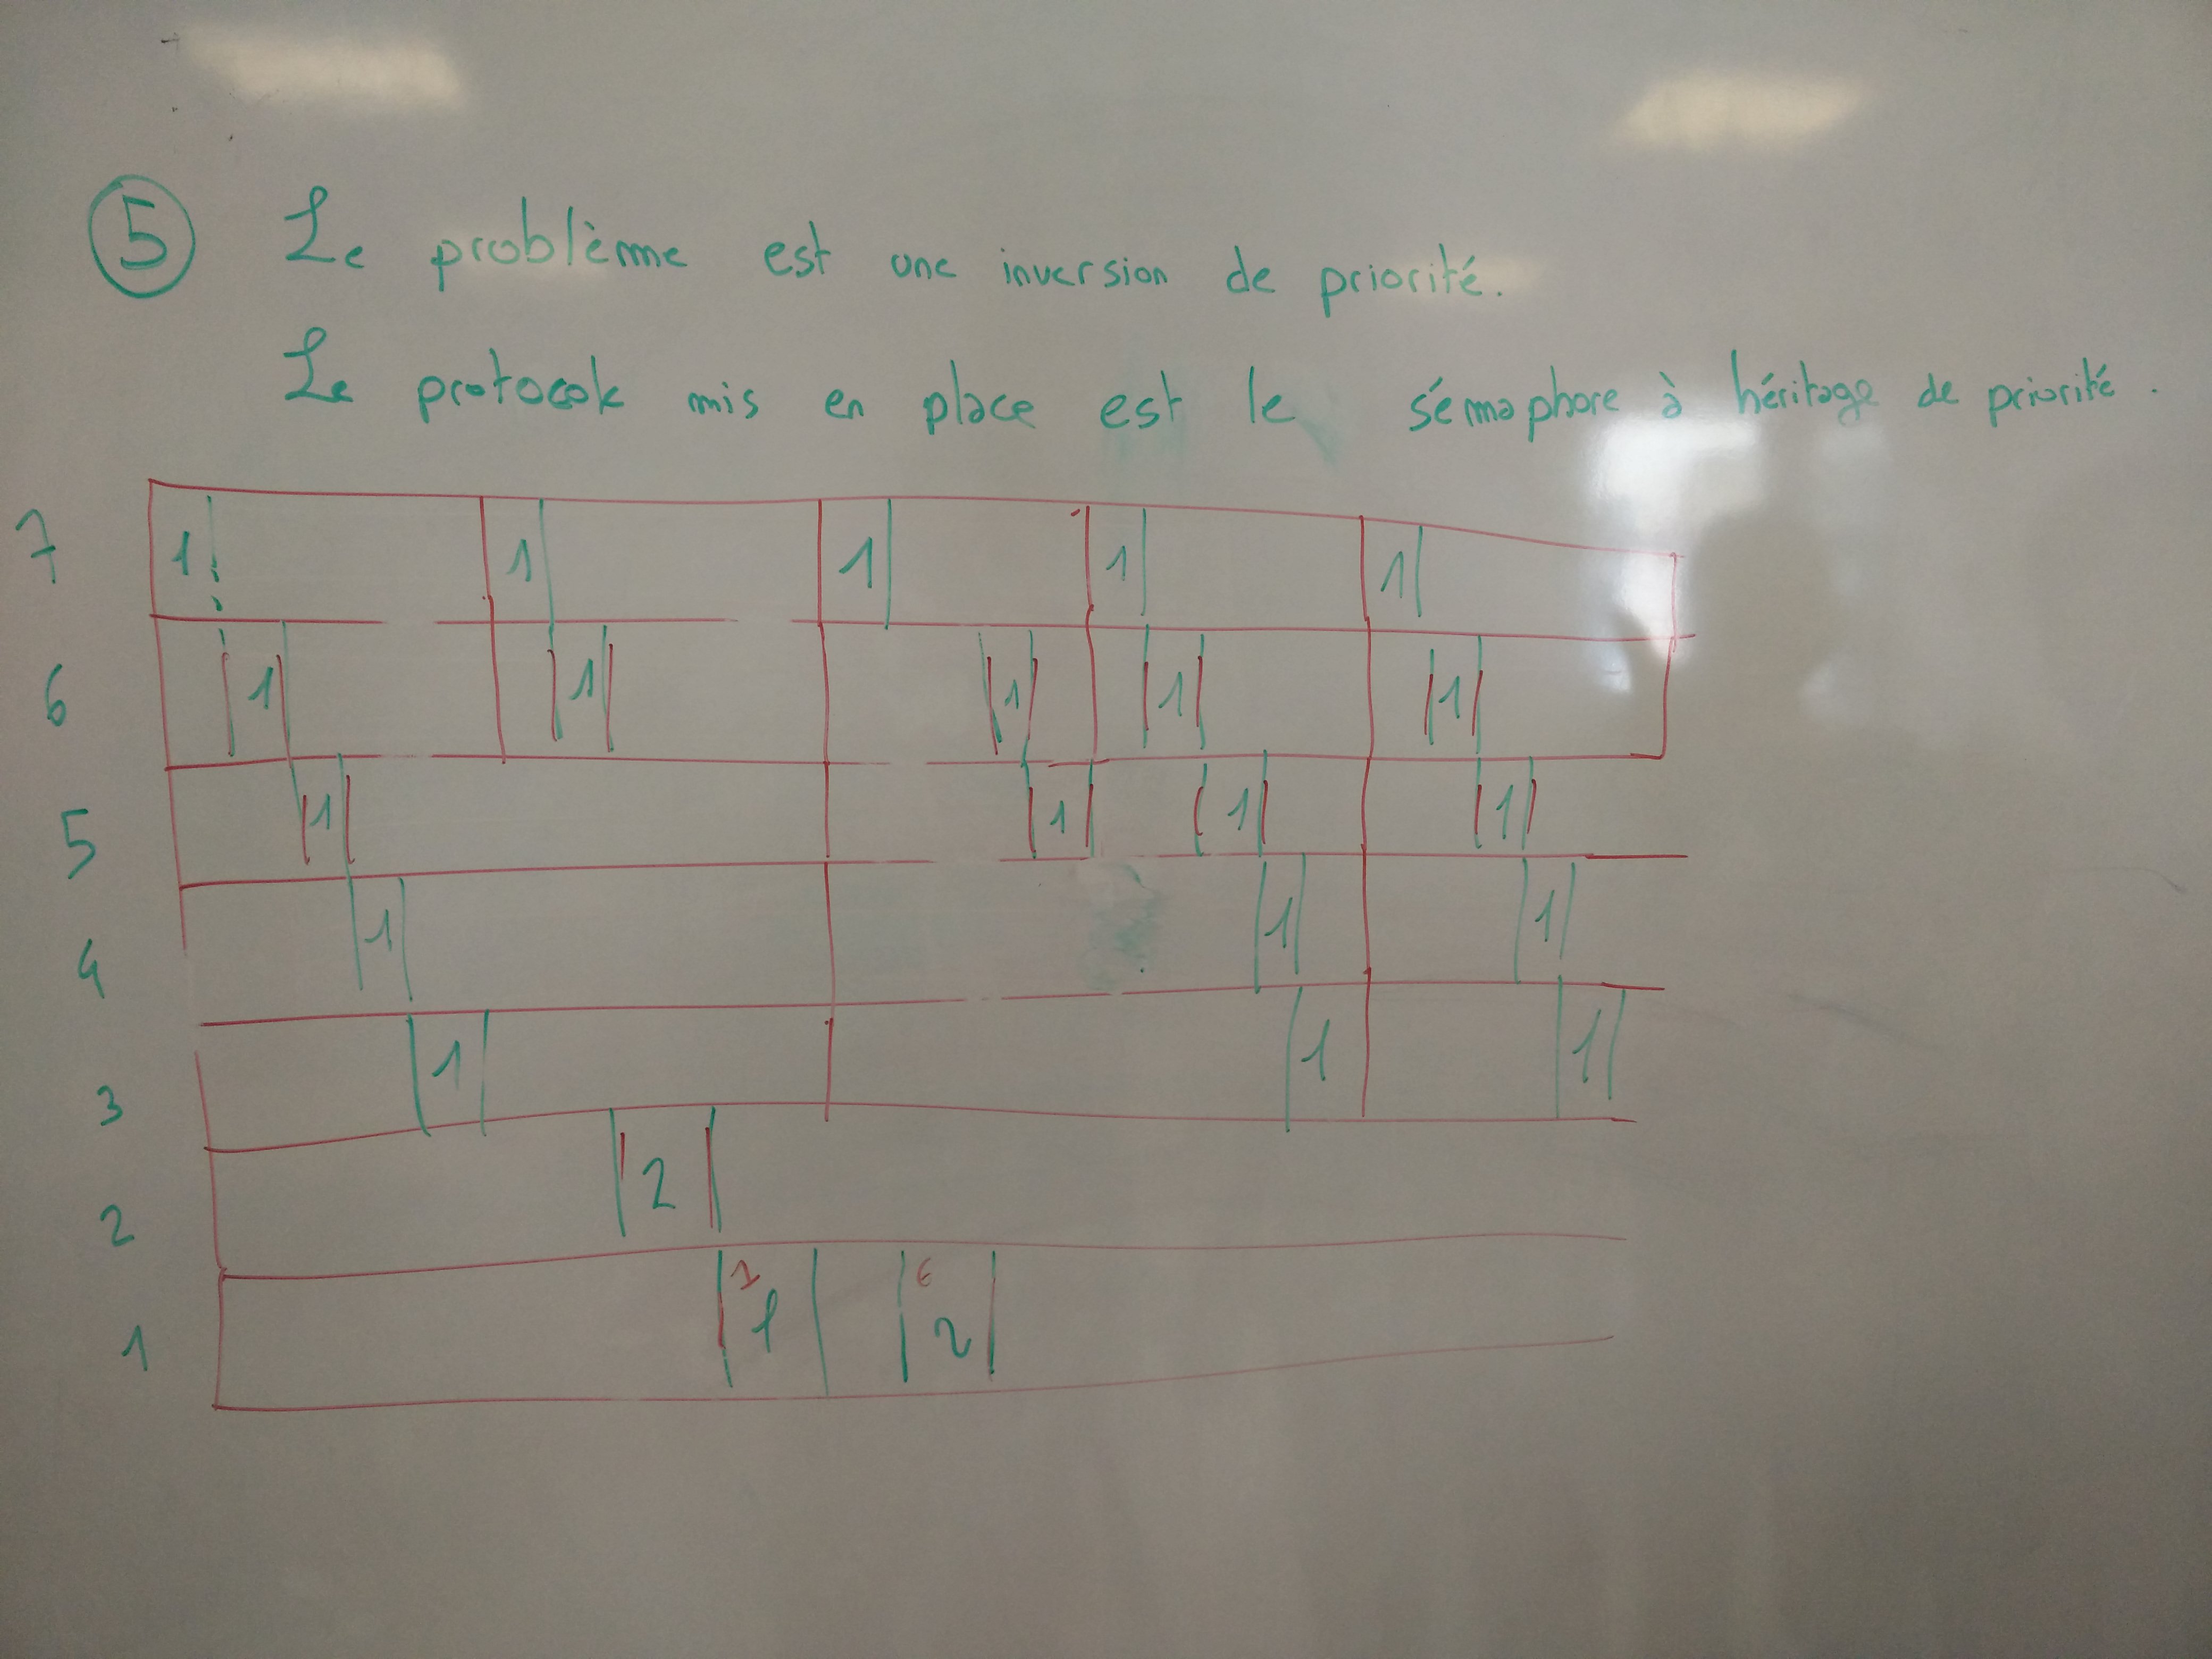 5 Le problème est une inversion de priorité.
Le protocole mis en place est le sémaphore à héritage de priorité.
7 1 1 1 1 1
6 1 1 1 1 1
5 1 1 1 1
4 1 1 1
3 1 1 1
2 2
1 1 1 6 2